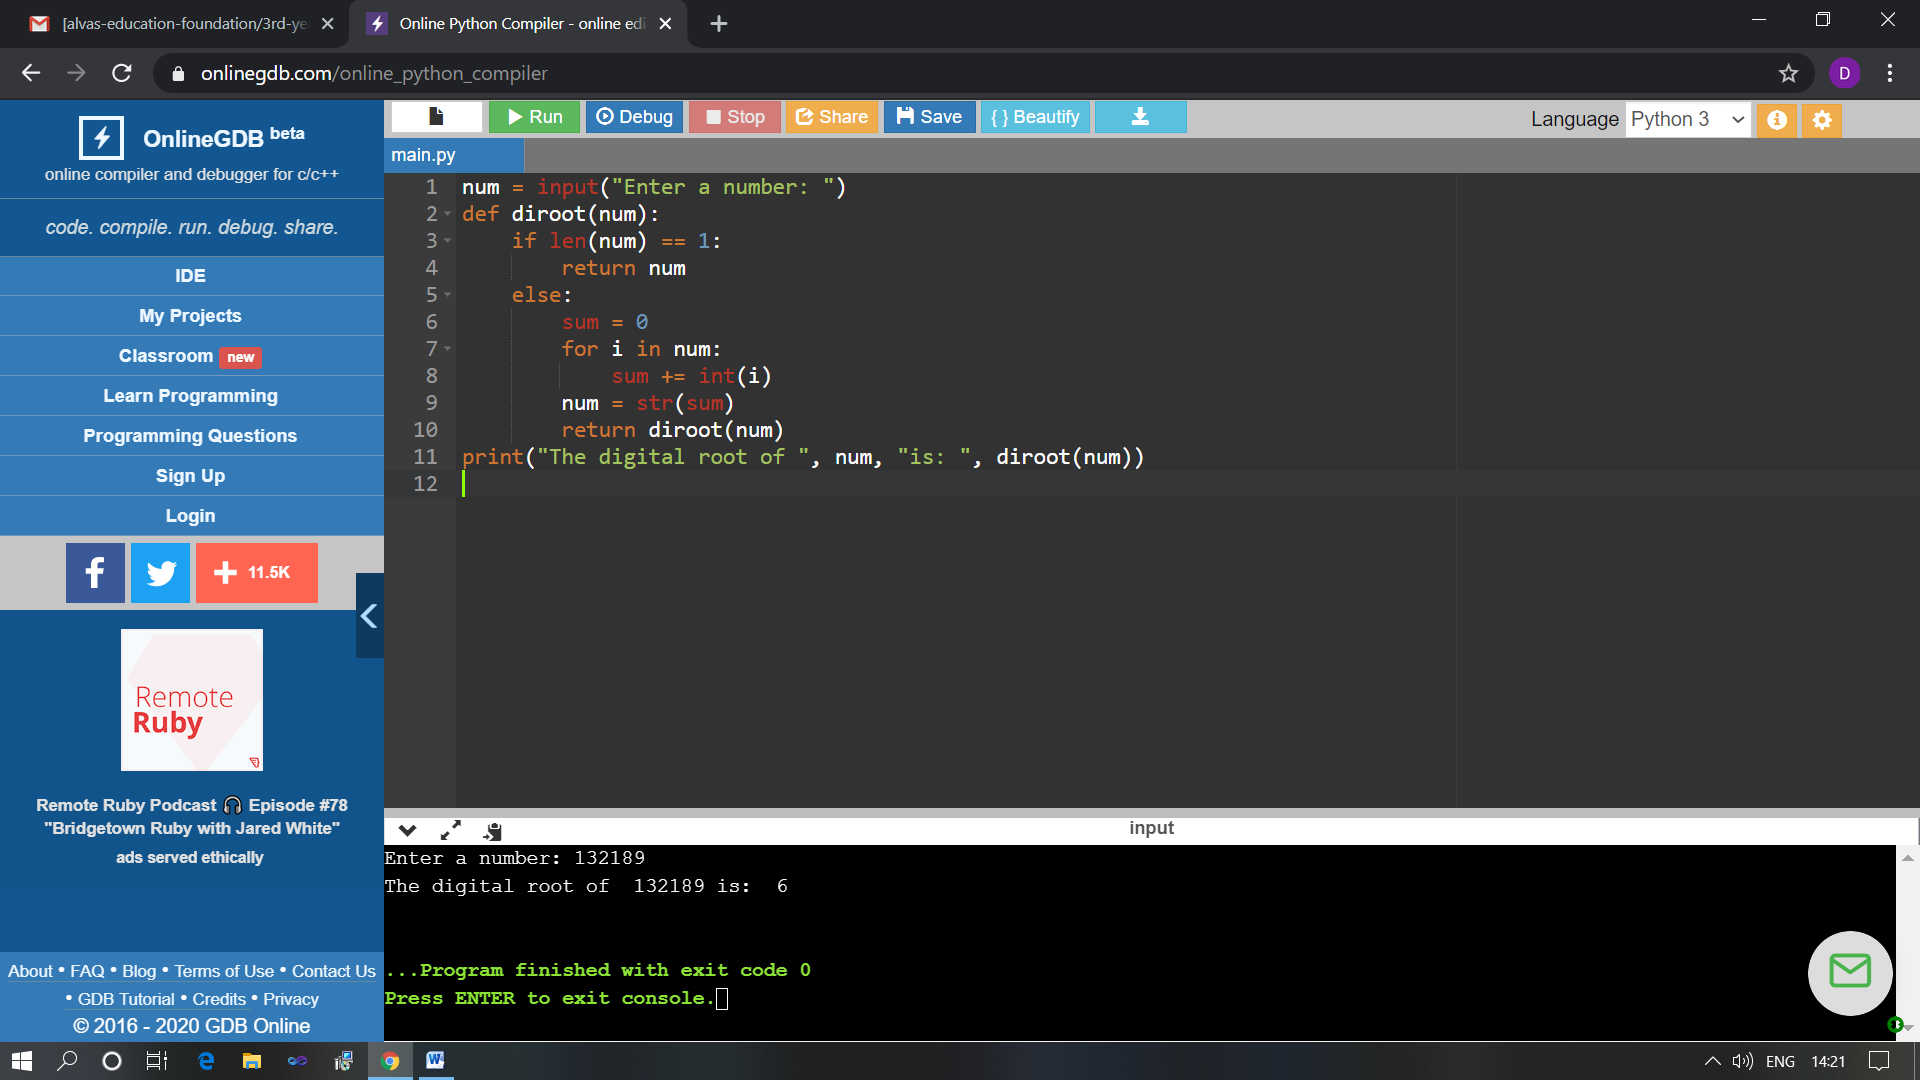 [alvas-education-foundation/3rd-ye
Online Python Compiler - online edi
onlinegdb.com/online_python_compiler
D
OnlineGDB beta
online compiler and debugger for c/c++
code. compile. run. debug. share.
IDE
My Projects
Classroom new
Learn Programming
Programming Questions
Sign Up
Login
f
11.5K
Remote
Ruby
Remote Ruby Podcast 🎧 Episode #78
"Bridgetown Ruby with Jared White"
ads served ethically
About • FAQ • Blog • Terms of Use • Contact Us
• GDB Tutorial • Credits • Privacy
© 2016 - 2020 GDB Online
Run Debug Stop Share Save { } Beautify
Language Python 3
main.py
1 num = input("Enter a number: ")
2 def diroot(num):
3     if len(num) == 1:
4         return num
5     else:
6         sum = 0
7         for i in num:
8             sum += int(i)
9         num = str(sum)
10         return diroot(num)
11 print("The digital root of ", num, "is: ", diroot(num))
12
input
Enter a number: 132189
The digital root of  132189 is:  6
...Program finished with exit code 0
Press ENTER to exit console.
ENG 14:21